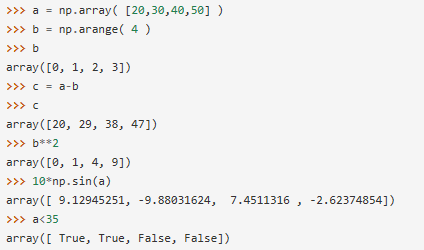 >>> a = np.array( [20,30,40,50] )
>>> b = np.arange( 4 )
>>> b
array([0, 1, 2, 3])
>>> c = a-b
>>> c
array([20, 29, 38, 47])
>>> b**2
array([0, 1, 4, 9])
>>> 10*np.sin(a)
array([ 9.12945251, -9.88031624,  7.4511316 , -2.62374854])
>>> a<35
array([ True, True, False, False])